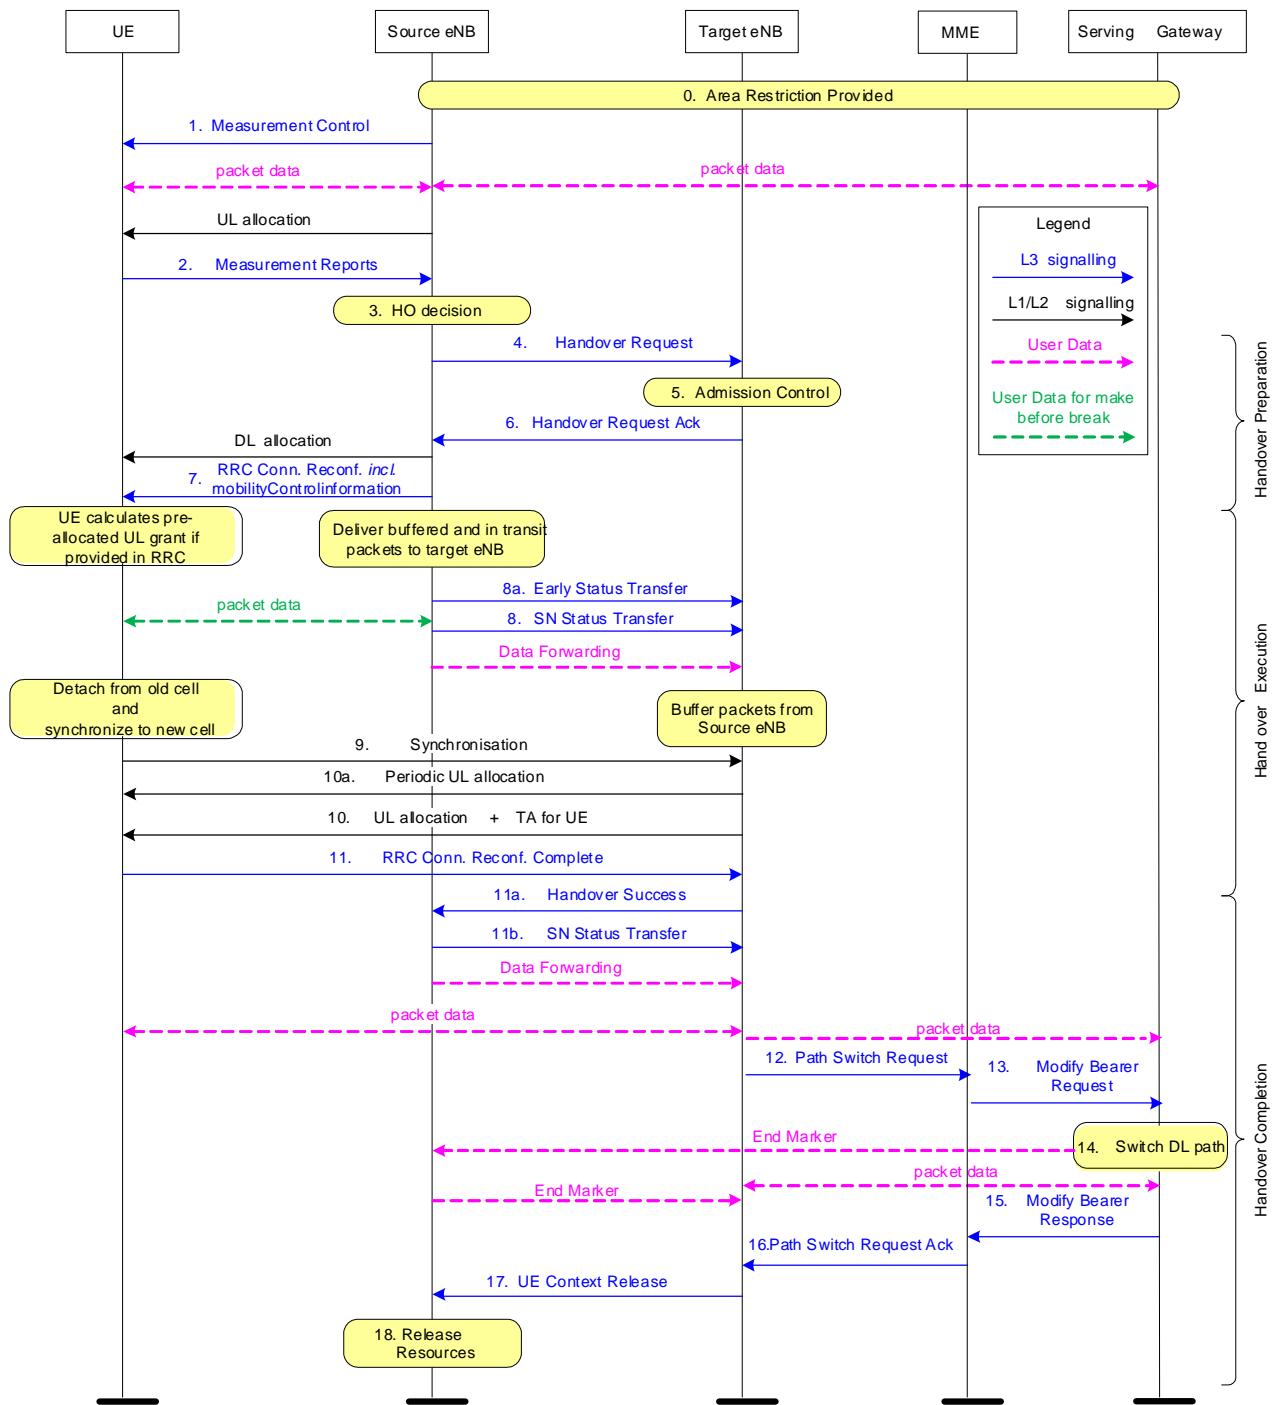 UE
Source eNB
Target eNB
MME
Serving Gateway
0. Area Restriction Provided
1. Measurement Control
packet data
packet data
UL allocation
Legend
L3 signalling
L1/L2 signalling
User Data
User Data for make
before break
2. Measurement Reports
3. HO decision
4. Handover Request
5. Admission Control
6. Handover Request Ack
DL allocation
7. RRC Conn. Reconf. incl.
mobilityControlinformation
Handover Preparation
UE calculates pre-
allocated UL grant if
provided in RRC
Deliver buffered and in transit
packets to target eNB
8a. Early Status Transfer
packet data
8. SN Status Transfer
Data Forwarding
Detach from old cell
and
synchronize to new cell
Buffer packets from
Source eNB
9. Synchronisation
10a. Periodic UL allocation
10. UL allocation + TA for UE
11. RRC Conn. Reconf. Complete
Hand over Execution
11a. Handover Success
11b. SN Status Transfer
Data Forwarding
packet data
packet data
12. Path Switch Request
13. Modify Bearer
Request
End Marker
14. Switch DL path
packet data
End Marker
15. Modify Bearer
Response
16.Path Switch Request Ack
17. UE Context Release
18. Release
Resources
Handover Completion